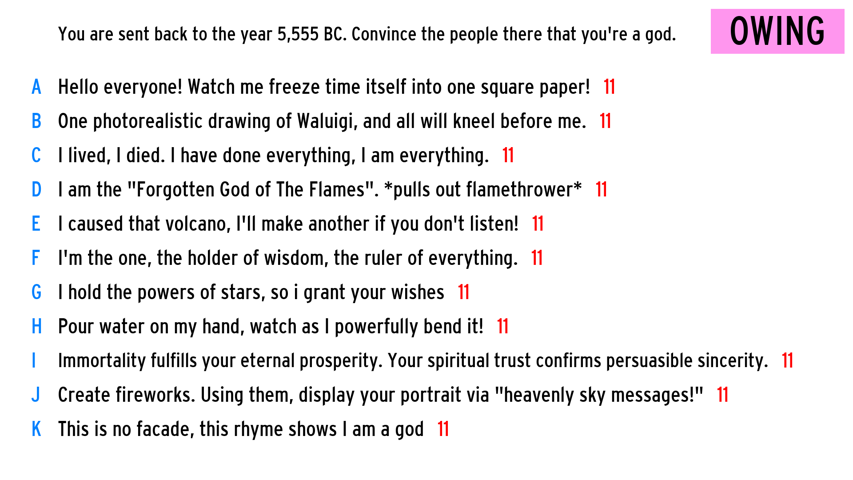 You are sent back to the year 5,555 BC. Convince the people there that you're a god.
OWING
A Hello everyone! Watch me freeze time itself into one square paper! 11
B One photorealistic drawing of Waluigi, and all will kneel before me. 11
C I lived, I died. I have done everything, I am everything. 11
D I am the "Forgotten God of The Flames". *pulls out flamethrower* 11
E I caused that volcano, I'll make another if you don't listen! 11
F I'm the one, the holder of wisdom, the ruler of everything. 11
G I hold the powers of stars, so i grant your wishes 11
H Pour water on my hand, watch as I powerfully bend it! 11
I Immortality fulfills your eternal prosperity. Your spiritual trust confirms persuasible sincerity. 11
J Create fireworks. Using them, display your portrait via "heavenly sky messages!" 11
K This is no facade, this rhyme shows I am a god 11